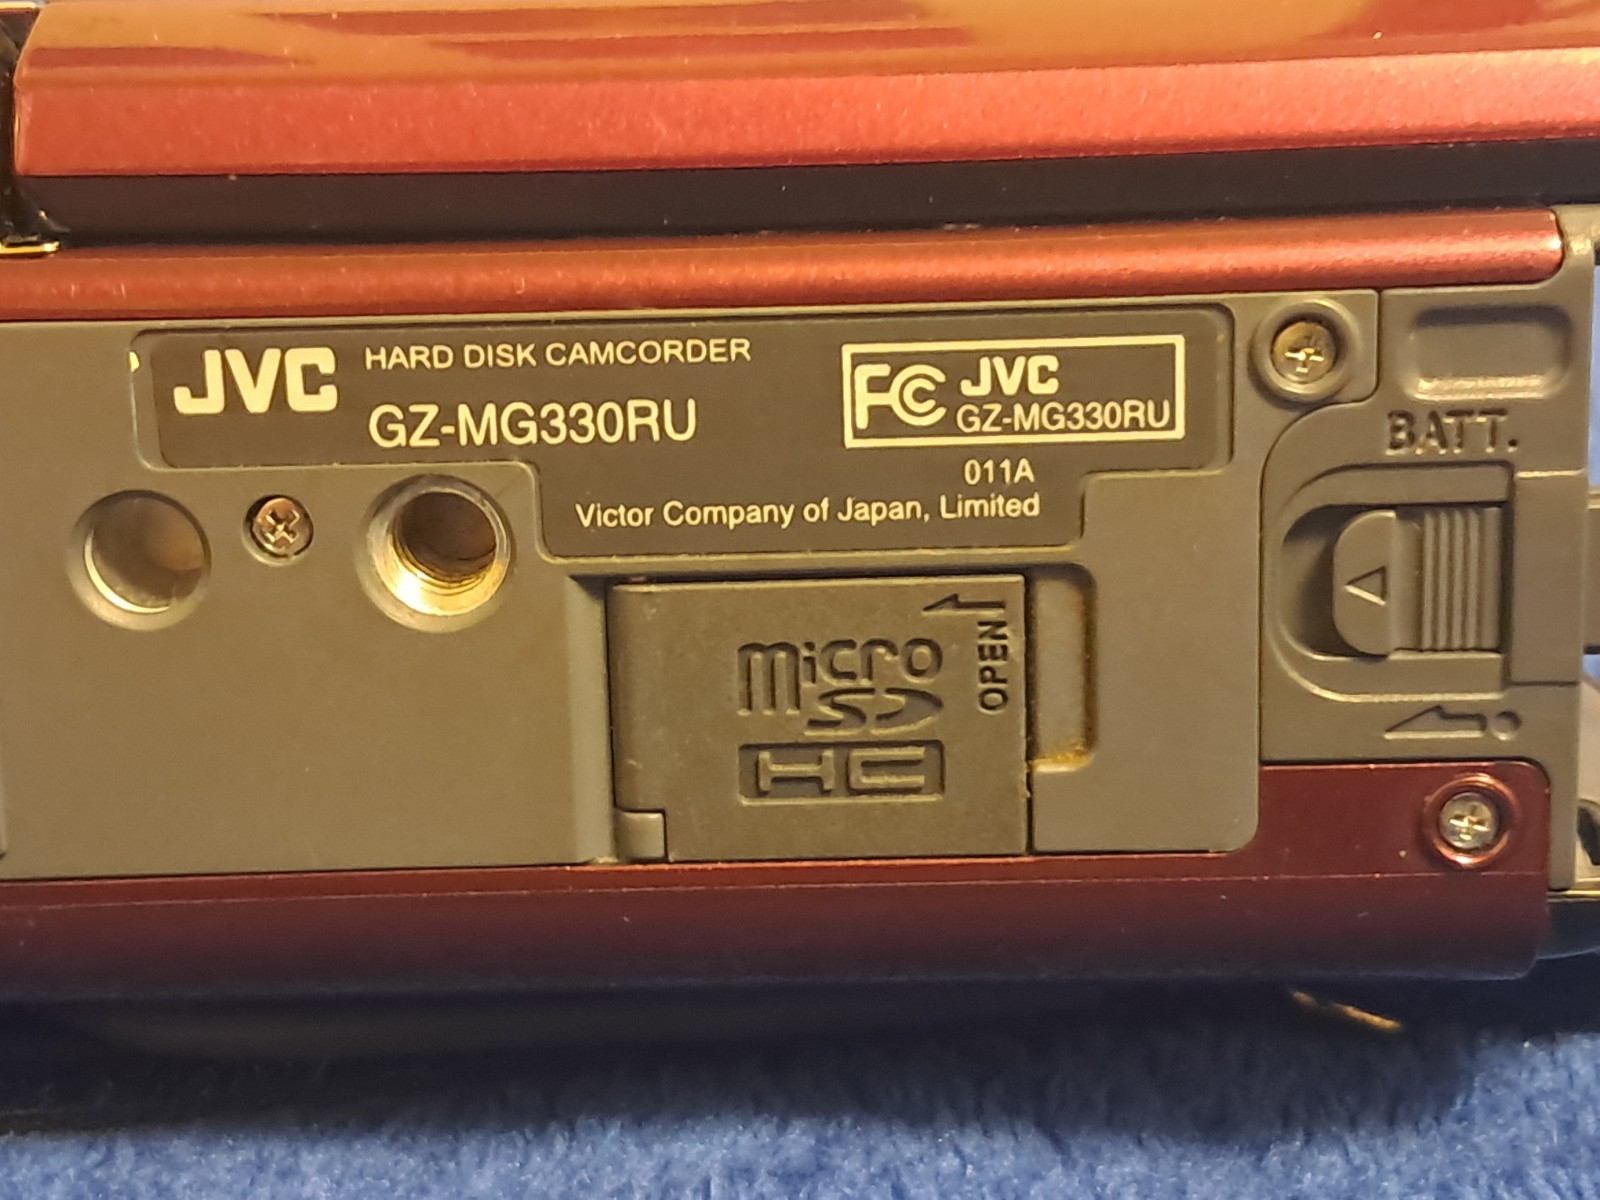 JVC HARD DISK CAMCORDER
GZ-MG330RU
FC JVC
GZ-MG330RU
011A
Victor Company of Japan, Limited
BATT.
OPEN
micro
SD
HC